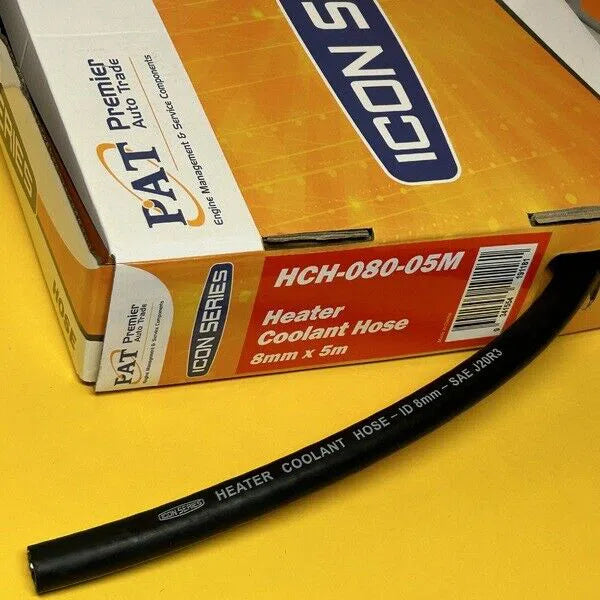 PAT Premier
Auto Trade
Engine Management & Service Components
ICON SERIES
HOSE
PAT Premier
Auto Trade
Engine Management & Service Components
ICON SERIES
HCH-080-05M
Heater
Coolant Hose
8mm x 5m
ICON SERIES HEATER COOLANT HOSE – ID 8mm – SAE J20R3